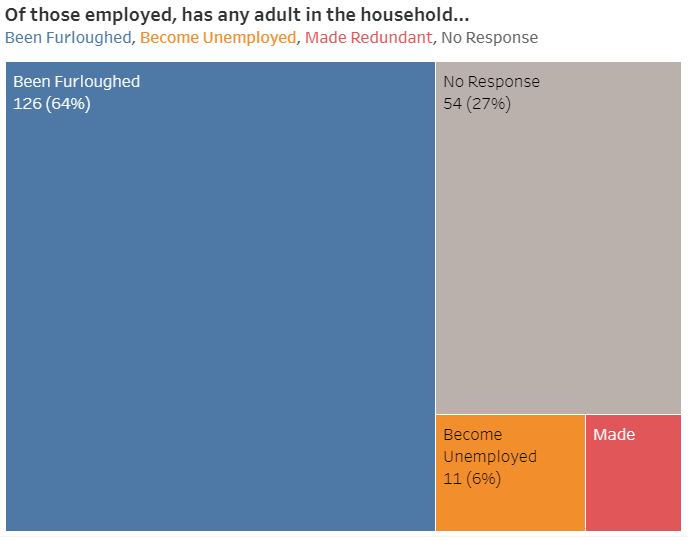 Of those employed, has any adult in the household...
Been Furloughed, Become Unemployed, Made Redundant, No Response
Been Furloughed
126 (64%)
No Response
54 (27%)
Become
Unemployed
11 (6%)
Made